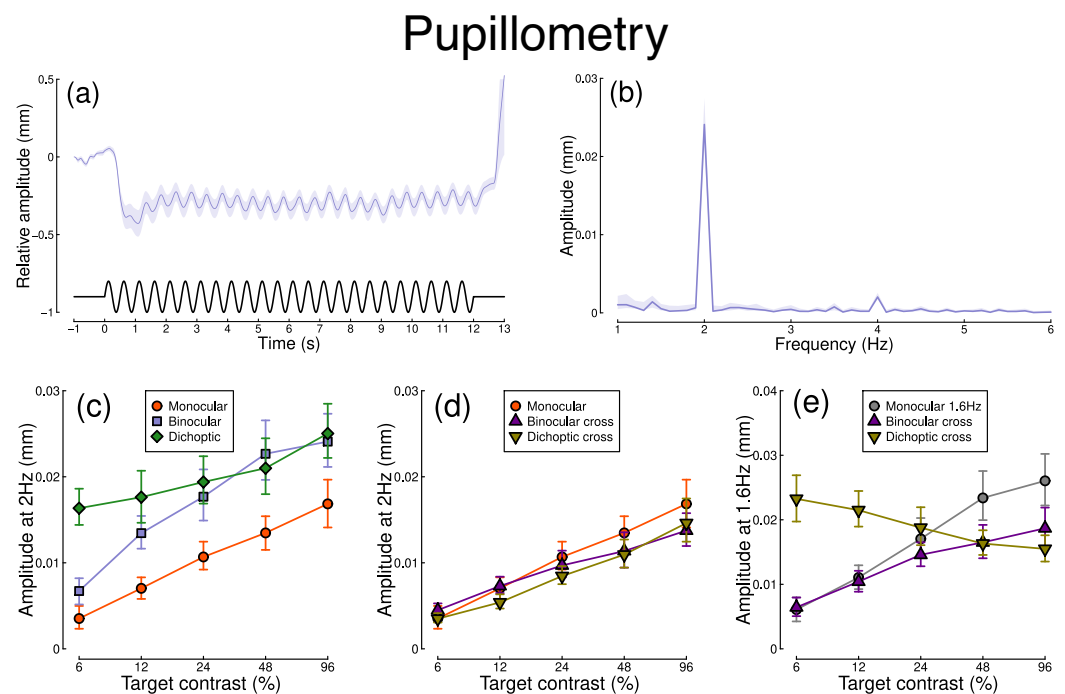 Pupillometry
(a)
Relative amplitude (mm)
0.5
0
−0.5
−1
−1 0 1 2 3 4 5 6 7 8 9 10 11 12 13
Time (s)
(b)
Amplitude (mm)
0.03
0.02
0.01
0
1 2 3 4 5 6
Frequency (Hz)
(c)
Monocular
Binocular
Dichoptic
Amplitude at 2Hz (mm)
0.03
0.02
0.01
0
6 12 24 48 96
Target contrast (%)
(d)
Monocular
Binocular cross
Dichoptic cross
Amplitude at 2Hz (mm)
0.03
0.02
0.01
0
6 12 24 48 96
Target contrast (%)
(e)
Monocular 1.6Hz
Binocular cross
Dichoptic cross
Amplitude at 1.6Hz (mm)
0.04
0.03
0.02
0.01
0
6 12 24 48 96
Target contrast (%)